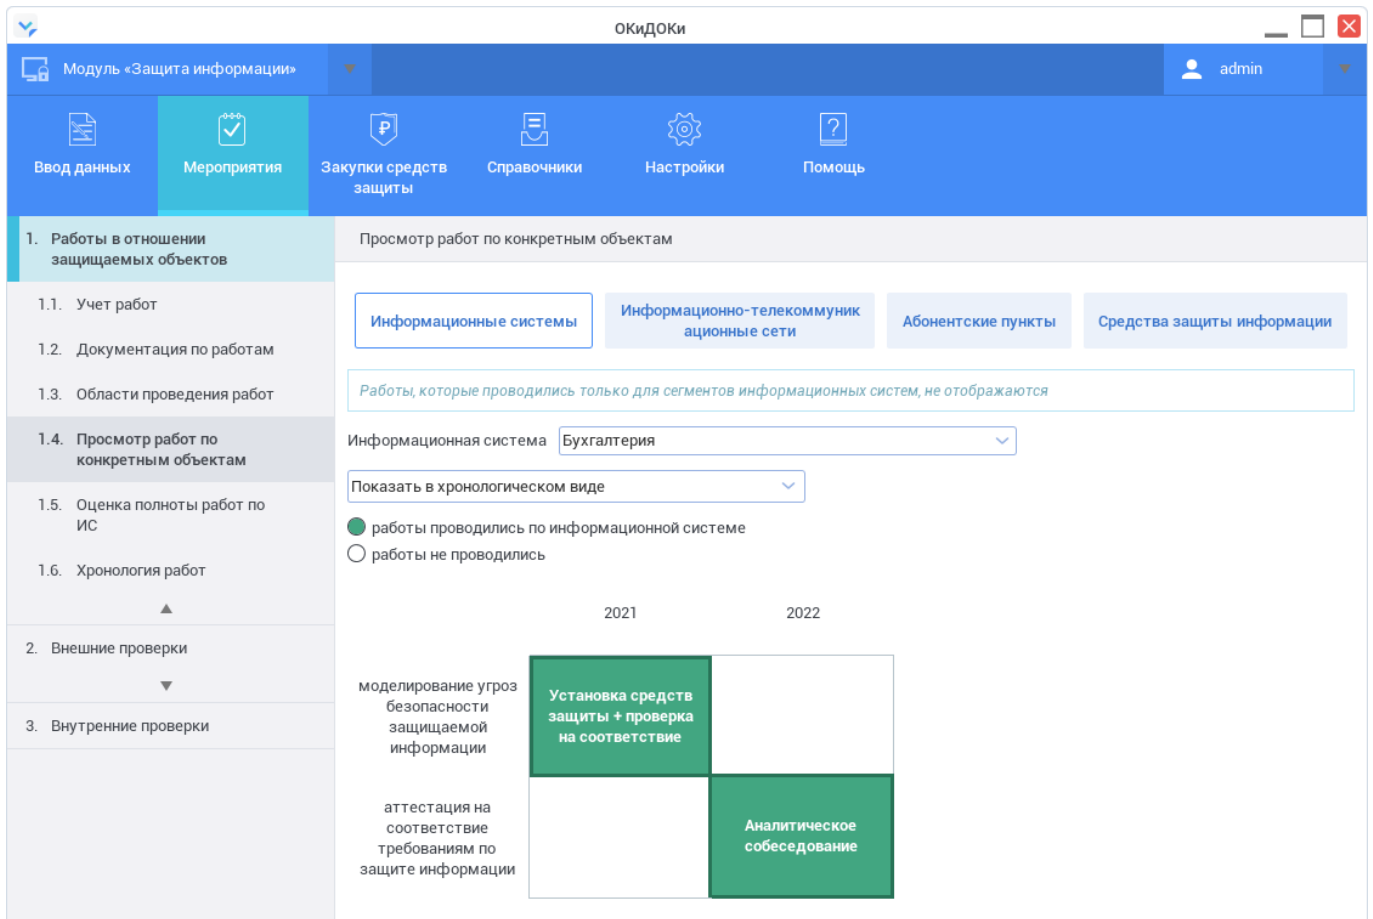 ОКиДОКи
Модуль «Защита информации»
admin
Ввод данных
Мероприятия
Закупки средств
защиты
Справочники
Настройки
Помощь
1. Работы в отношении
защищаемых объектов
1.1. Учет работ
1.2. Документация по работам
1.3. Области проведения работ
1.4. Просмотр работ по
конкретным объектам
1.5. Оценка полноты работ по
ИС
1.6. Хронология работ
2. Внешние проверки
3. Внутренние проверки
Просмотр работ по конкретным объектам
Информационные системы
Информационно-телекоммуник
ационные сети
Абонентские пункты
Средства защиты информации
Работы, которые проводились только для сегментов информационных систем, не отображаются
Информационная система Бухгалтерия
Показать в хронологическом виде
работы проводились по информационной системе
работы не проводились
2021 2022
моделирование угроз
безопасности
защищаемой
информации
Установка средств
защиты + проверка
на соответствие
аттестация на
соответствие
требованиям по
защите информации
Аналитическое
собеседование